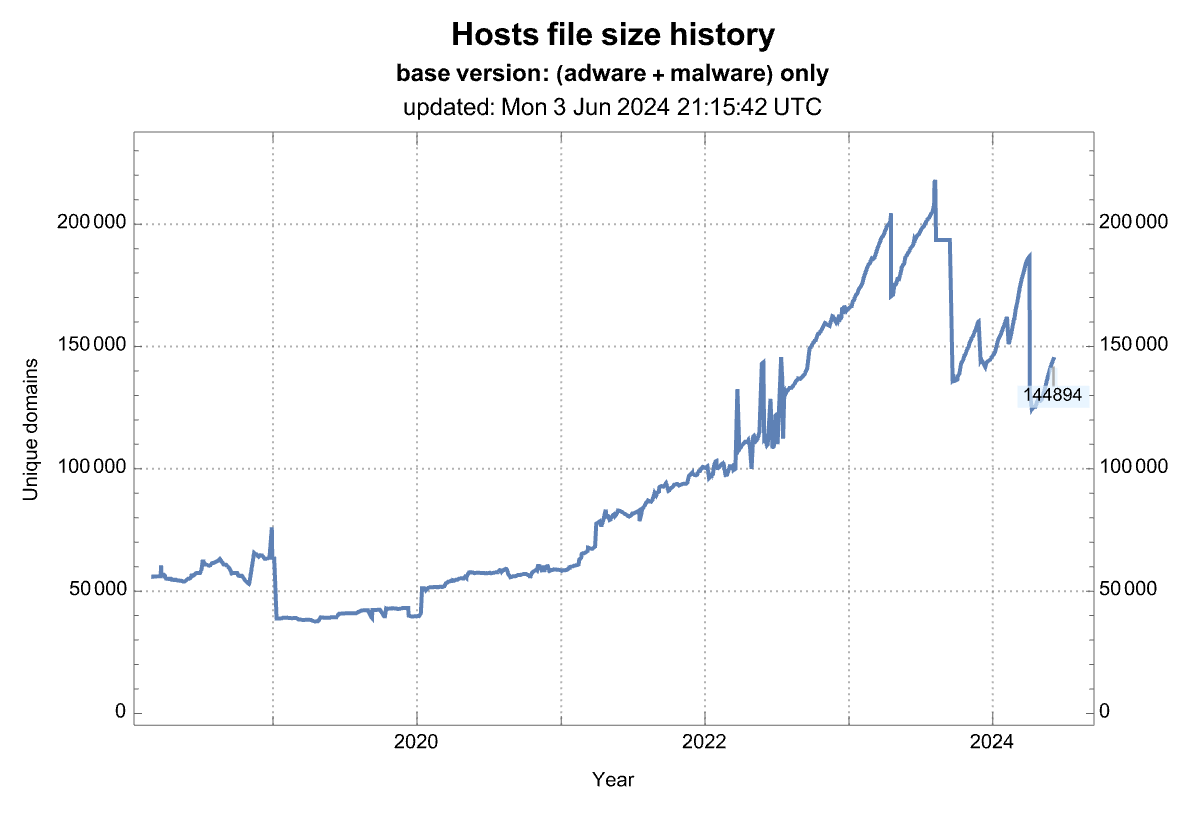 Hosts file size history
base version: (adware + malware) only
updated: Mon 3 Jun 2024 21:15:42 UTC
200 000 200 000
150 000 150 000
144894
100 000 100 000
50 000 50 000
0 0
Unique domains
2020 2022 2024
Year